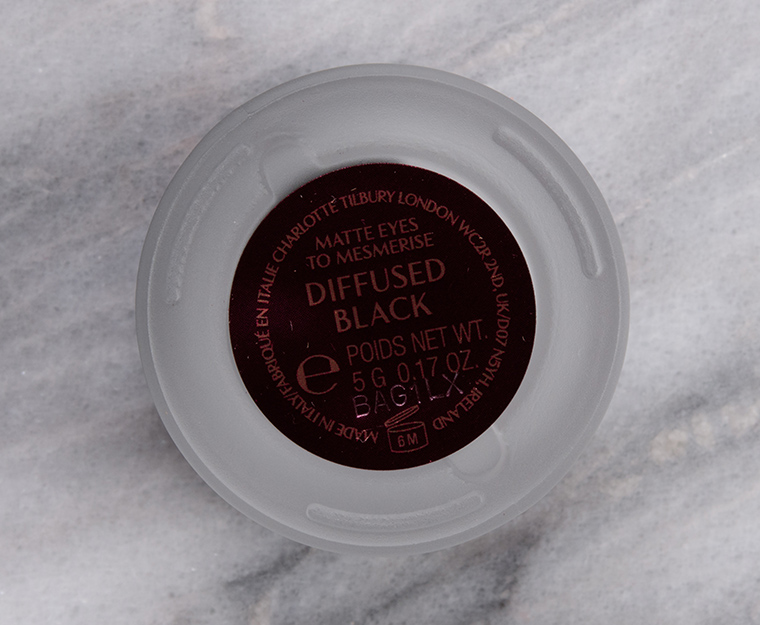 CHARLOTTE TILBURY LONDON WC2R 2ND, UK/D07 N5YH, IRELAND
MATTE EYES
TO MESMERISE
DIFFUSED
BLACK
e POIDS NET WT.
5 G 0.17 OZ.
BAG1LX
6M
MADE IN ITALY/FABRIQUÉ EN ITALIE